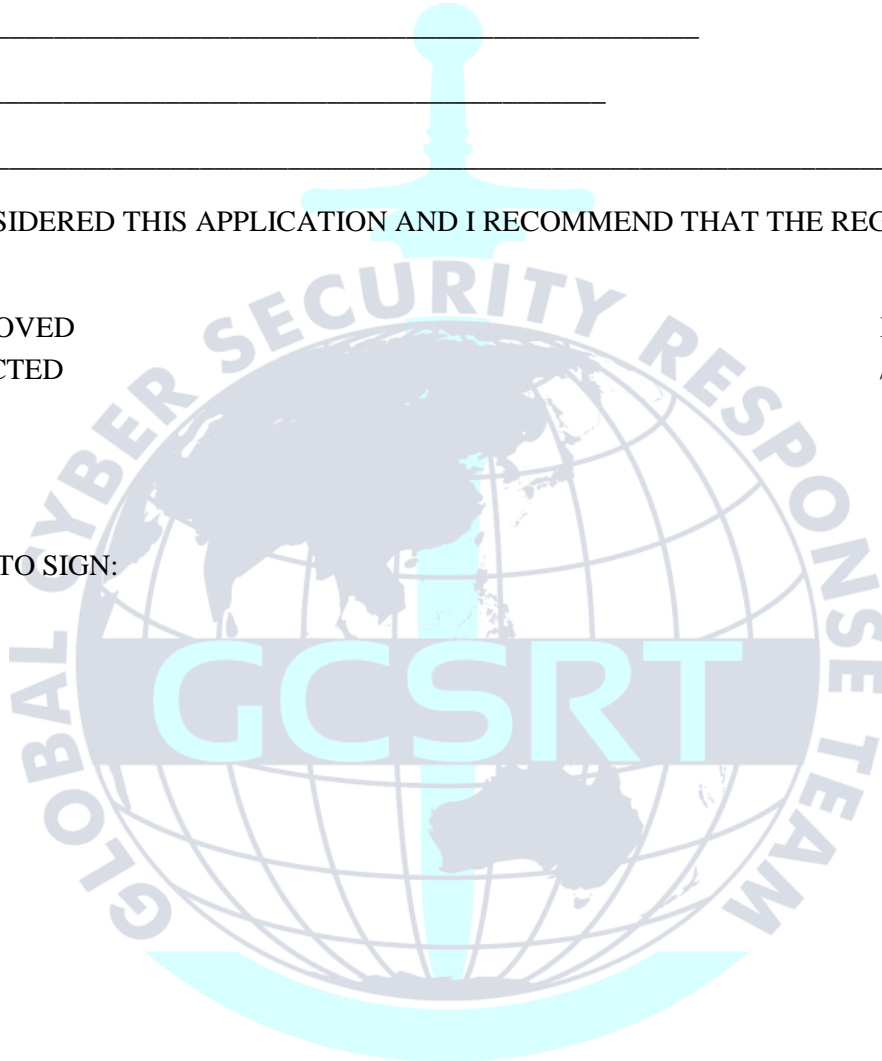 SIDERED THIS APPLICATION AND I RECOMMEND THAT THE REC
OVED
CTED
TO SIGN:
GLOBAL CYBER SECURITY RESPONSE TEAM
GCSRT